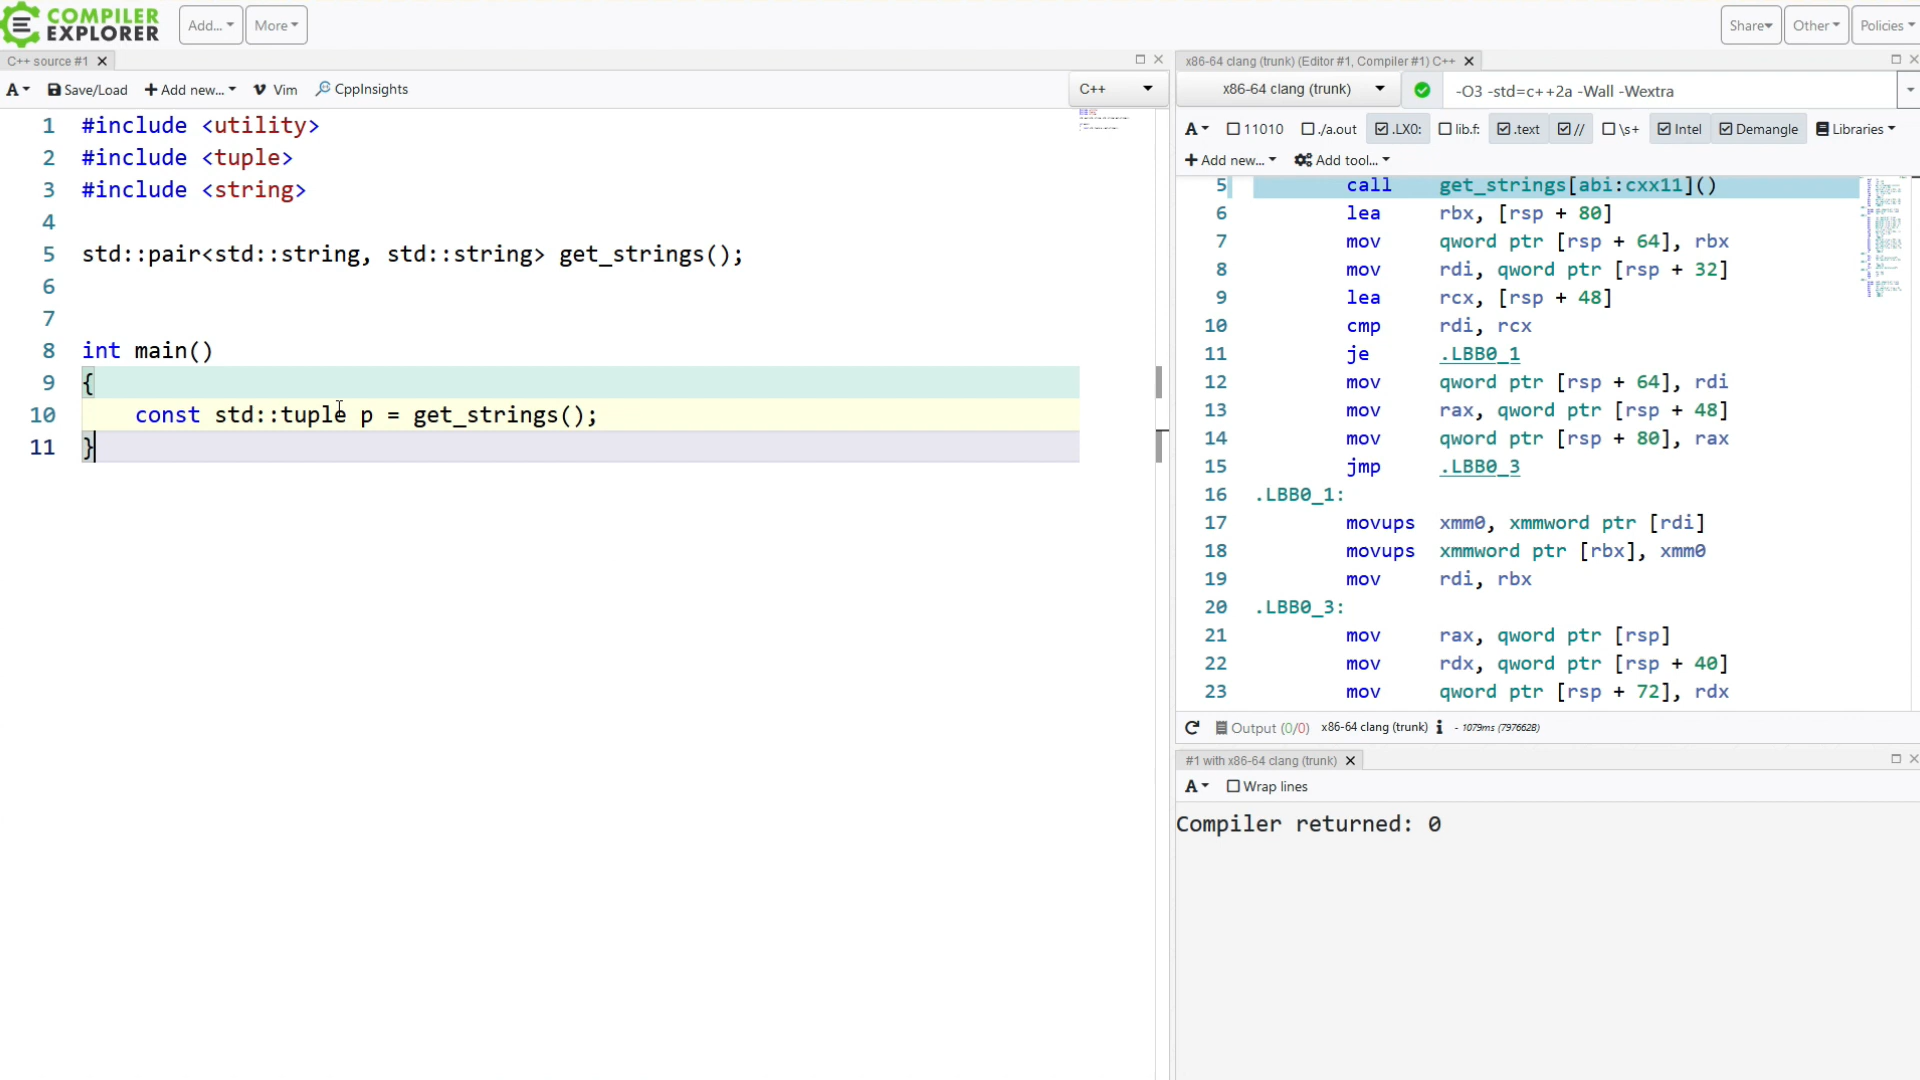 COMPILER
EXPLORER
Add...
More
Share
Other
Policies
C++ source #1
A
Save/Load
Add new...
Vim
CppInsights
C++
1 #include <utility>
2 #include <tuple>
3 #include <string>
4
5 std::pair<std::string, std::string> get_strings();
6
7
8 int main()
9 {
10 const std::tuple p = get_strings();
11 }
x86-64 clang (trunk) (Editor #1, Compiler #1) C++
x86-64 clang (trunk)
-O3 -std=c++2a -Wall -Wextra
A 11010 ./a.out .LX0: lib.f: .text // \s+ Intel Demangle Libraries
Add new... Add tool...
5 call get_strings[abi:cxx11]()
6 lea rbx, [rsp + 80]
7 mov qword ptr [rsp + 64], rbx
8 mov rdi, qword ptr [rsp + 32]
9 lea rcx, [rsp + 48]
10 cmp rdi, rcx
11 je .LBB0_1
12 mov qword ptr [rsp + 64], rdi
13 mov rax, qword ptr [rsp + 48]
14 mov qword ptr [rsp + 80], rax
15 jmp .LBB0_3
16 .LBB0_1:
17 movups xmm0, xmmword ptr [rdi]
18 movups xmmword ptr [rbx], xmm0
19 mov rdi, rbx
20 .LBB0_3:
21 mov rax, qword ptr [rsp]
22 mov rdx, qword ptr [rsp + 40]
23 mov qword ptr [rsp + 72], rdx
Output (0/0) x86-64 clang (trunk) i - 1079ms (797662B)
#1 with x86-64 clang (trunk)
A Wrap lines
Compiler returned: 0